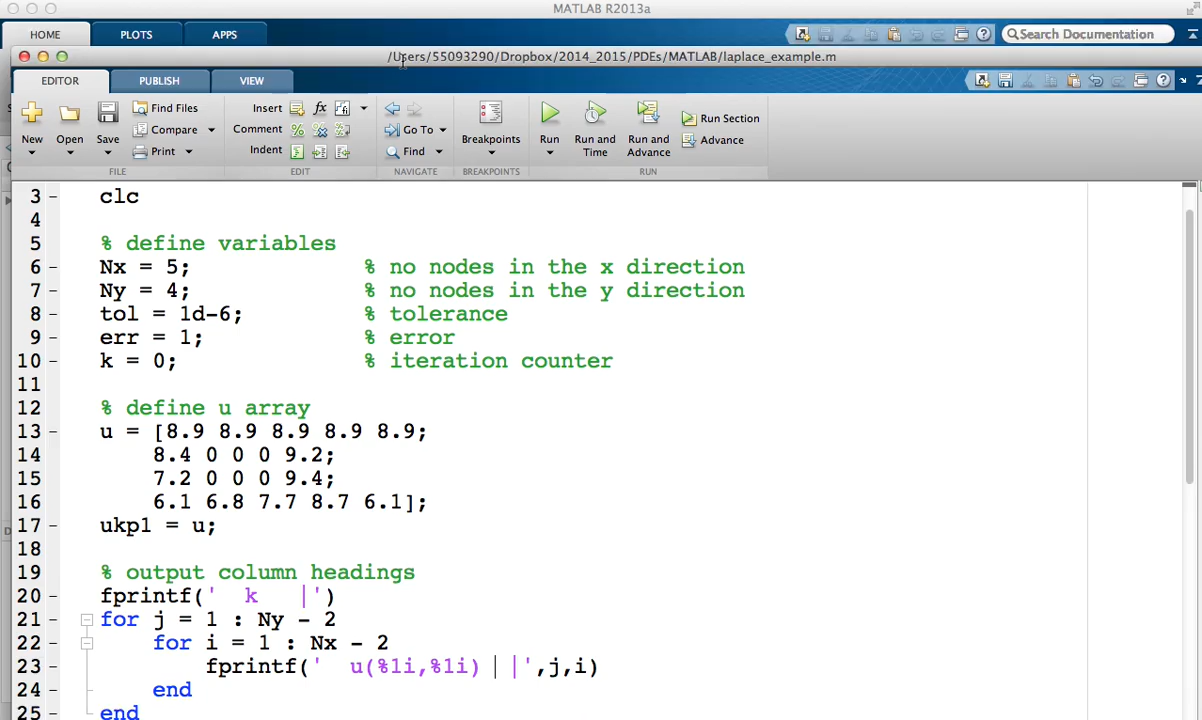 MATLAB R2013a
HOME PLOTS APPS Search Documentation
/Users/55093290/Dropbox/2014_2015/PDEs/MATLAB/laplace_example.m
EDITOR PUBLISH VIEW
New Open Save Find Files Compare Print Insert Comment Indent Go To Find Breakpoints Run Run and Time Run and Advance Run Section Advance
FILE EDIT NAVIGATE BREAKPOINTS RUN
3 clc
4
5 % define variables
6 Nx = 5; % no nodes in the x direction
7 Ny = 4; % no nodes in the y direction
8 tol = 1d-6; % tolerance
9 err = 1; % error
10 k = 0; % iteration counter
11
12 % define u array
13 u = [8.9 8.9 8.9 8.9 8.9;
14 8.4 0 0 0 9.2;
15 7.2 0 0 0 9.4;
16 6.1 6.8 7.7 8.7 6.1];
17 ukp1 = u;
18
19 % output column headings
20 fprintf('  k   |')
21 for j = 1 : Ny - 2
22 for i = 1 : Nx - 2
23 fprintf('  u(%1i,%1i) | |',j,i)
24 end
25 end